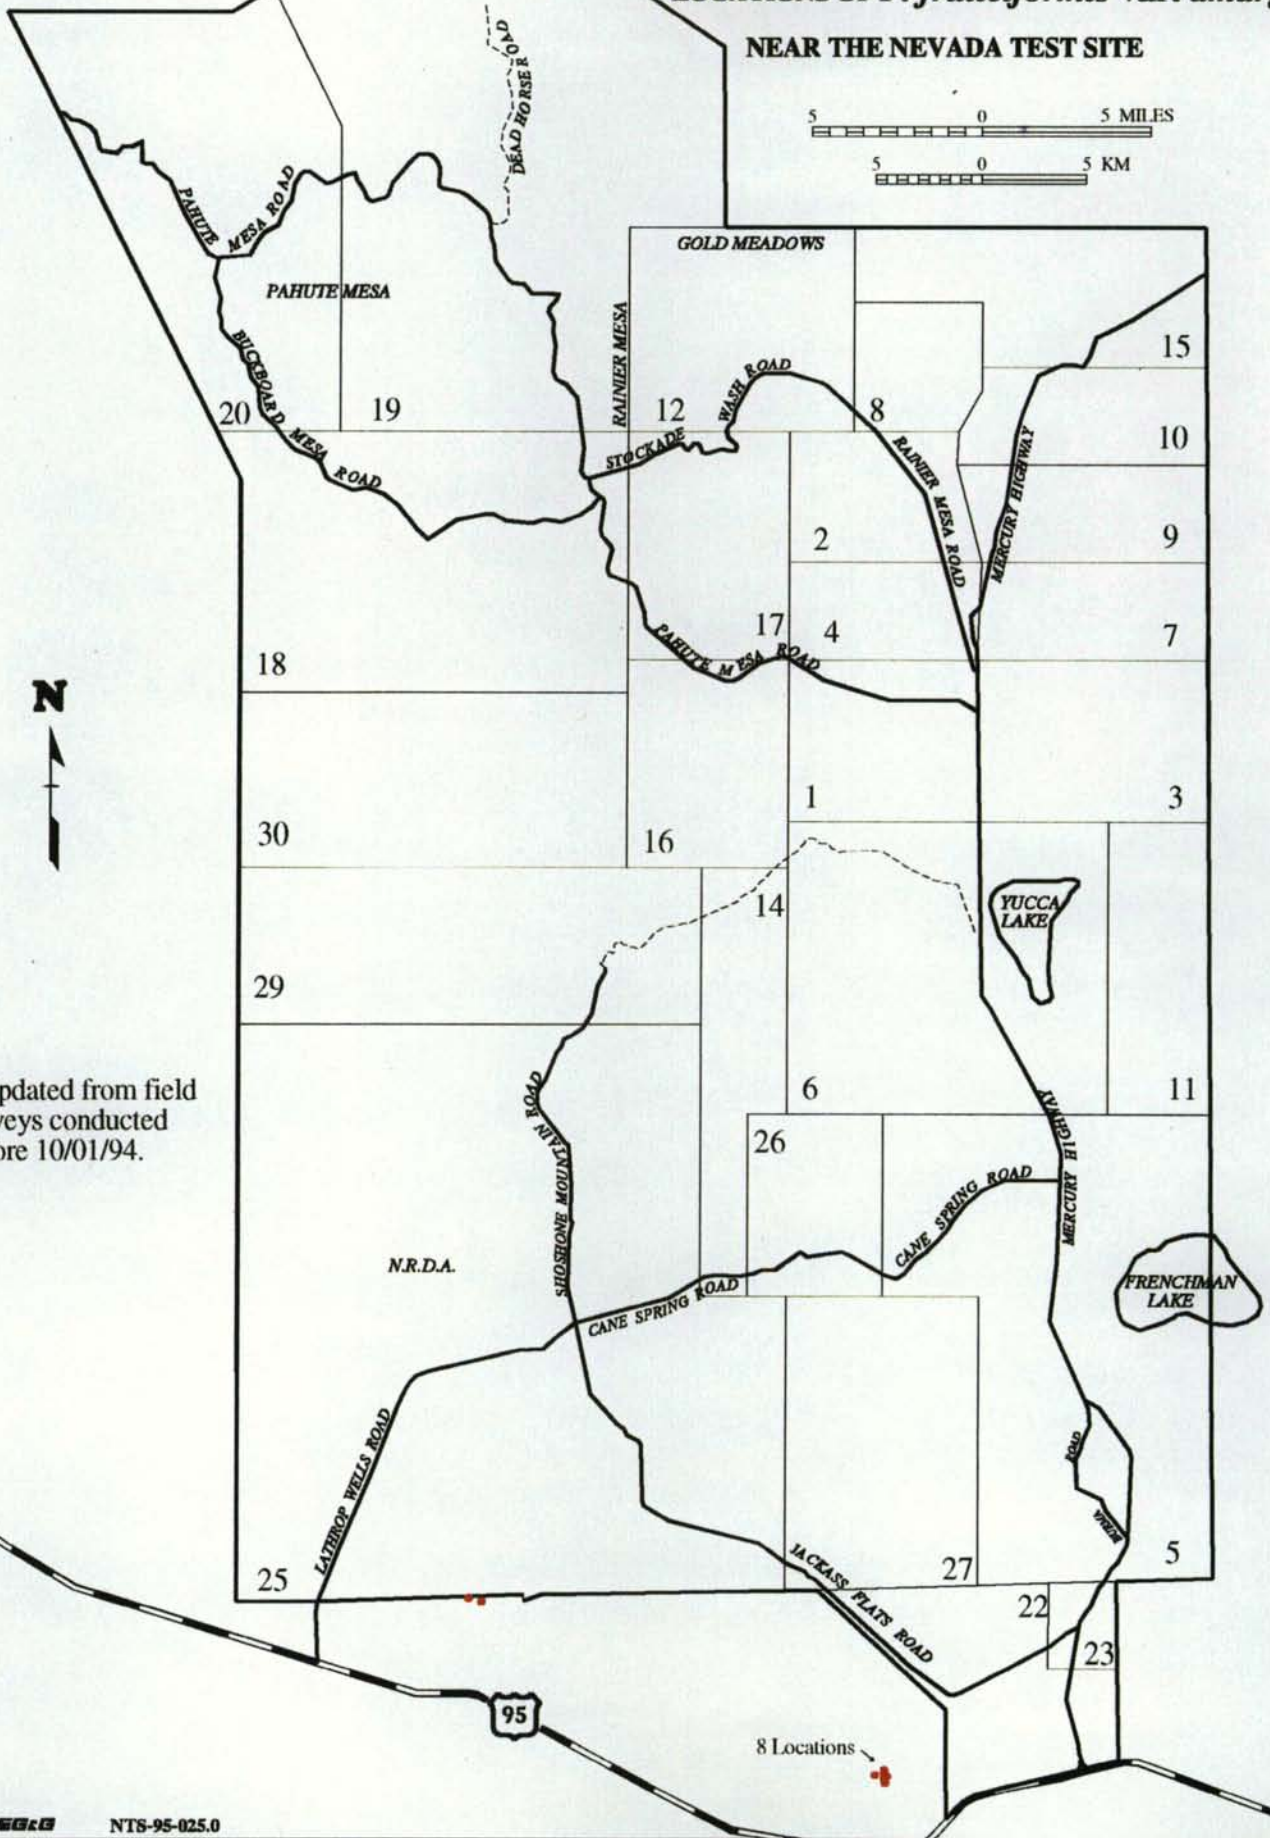 NEAR THE NEVADA TEST SITE
5 0 5 MILES
5 0 5 KM
DEAD HORSE ROAD
PAHUTE MESA ROAD
GOLD MEADOWS
PAHUTE MESA
RAINIER MESA
BUCKBOARD MESA ROAD
STOCKADE WASH ROAD
RAINIER MESA ROAD
MERCURY HIGHWAY
15
20
19
12
8
10
2
9
17
4
7
18
PAHUTE MESA ROAD
N
1
3
30
16
14
YUCCA
LAKE
29
pdated from field
veys conducted
ore 10/01/94.
6
11
26
SHOSHONE MOUNTAIN ROAD
MERCURY HIGHWAY
CANE SPRING ROAD
N.R.D.A.
CANE SPRING ROAD
FRENCHMAN
LAKE
LATHROP WELLS ROAD
BURMA ROAD
25
JACKASS FLATS ROAD
27
5
22
23
95
8 Locations
EG&G NTS-95-025.0